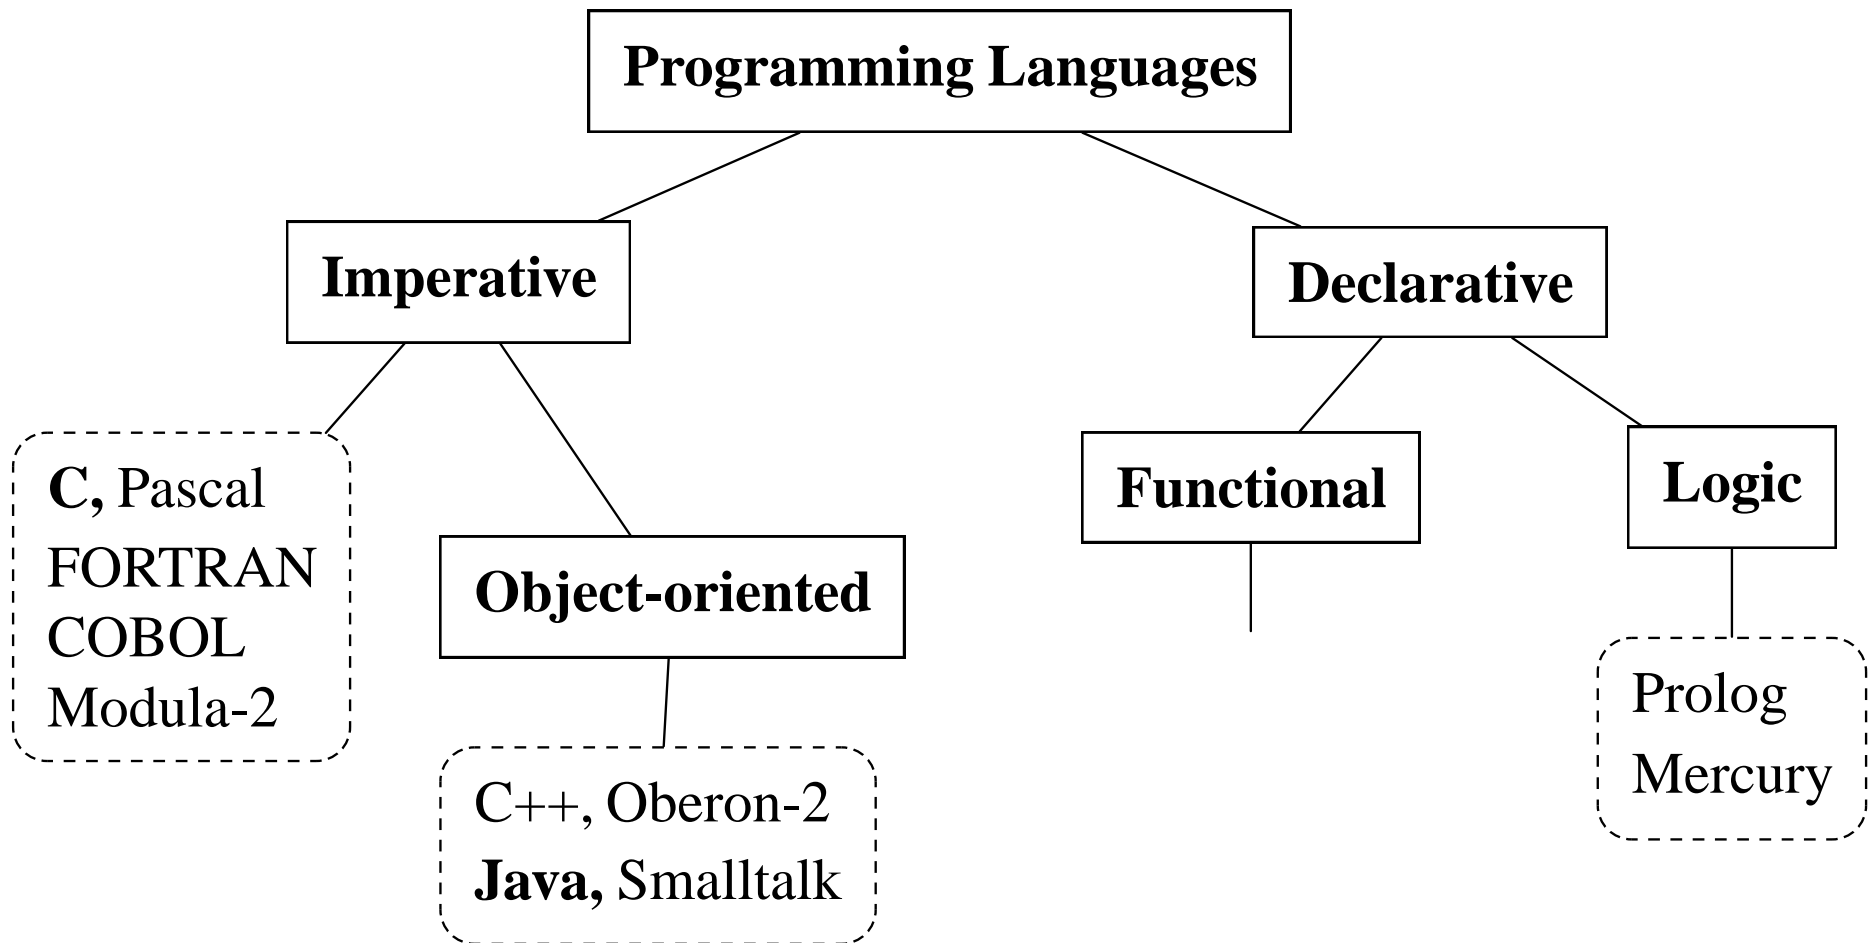 Programming Languages
Imperative
Declarative
C, Pascal
FORTRAN
COBOL
Modula-2
Object-oriented
C++, Oberon-2
Java, Smalltalk
Functional
Logic
Prolog
Mercury